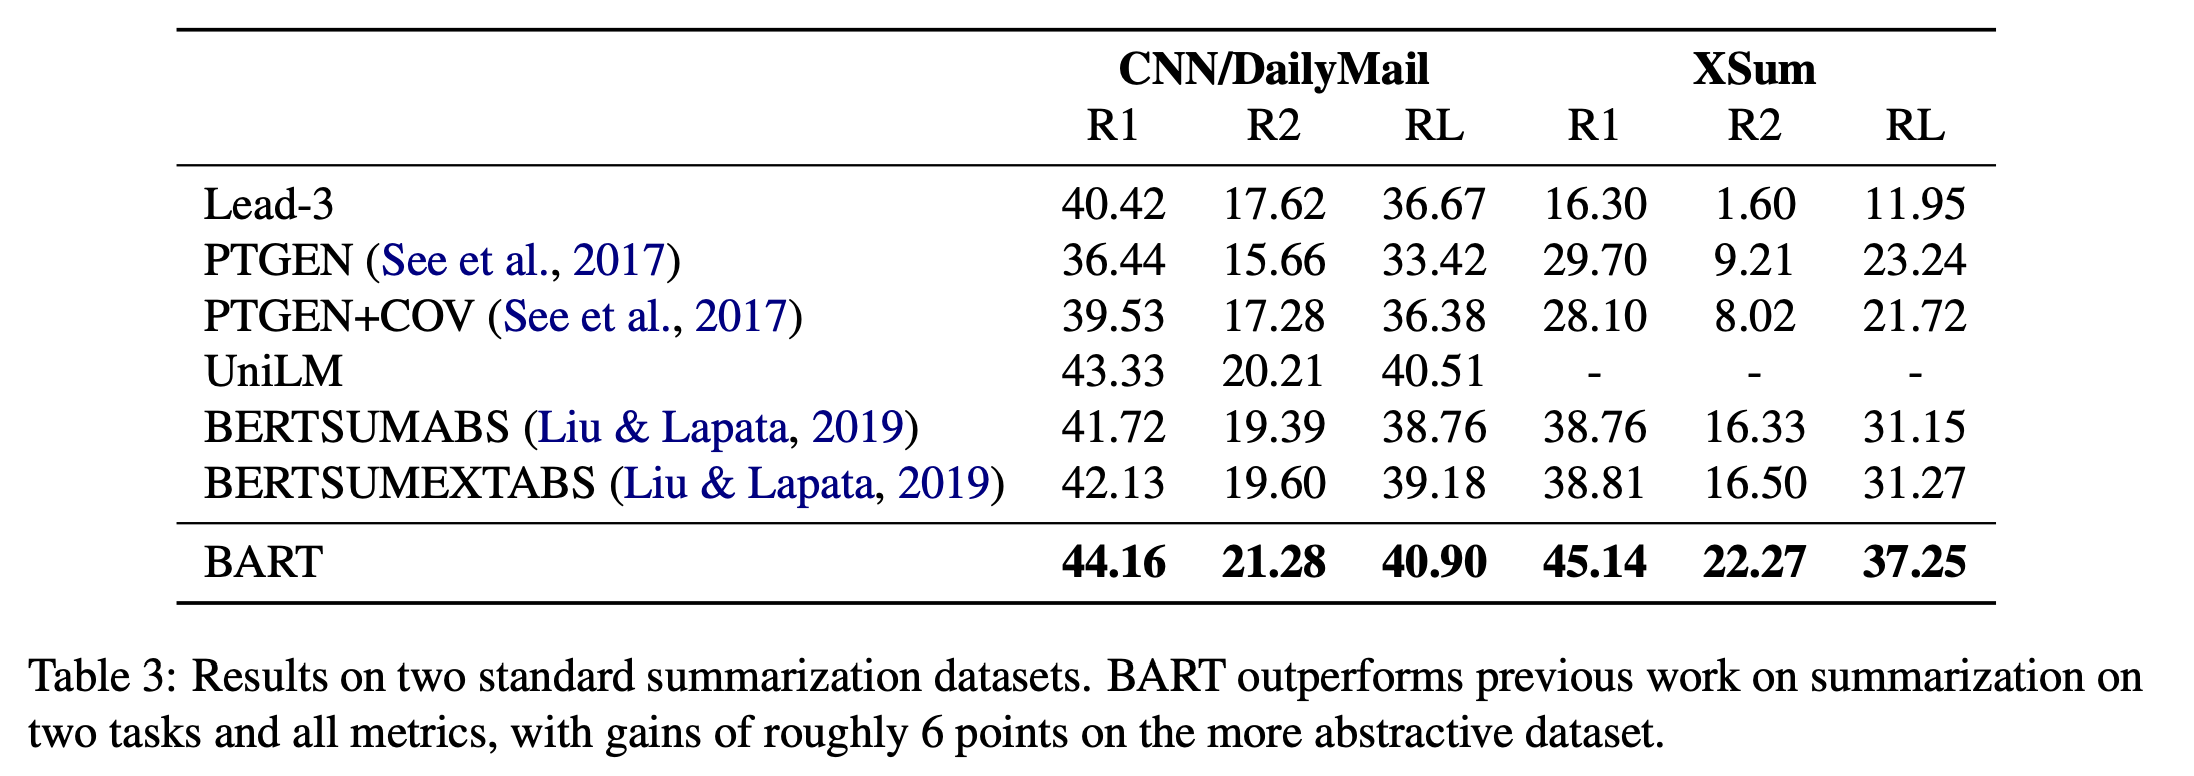 CNN/DailyMail XSum
R1 R2 RL R1 R2 RL
Lead-3 40.42 17.62 36.67 16.30 1.60 11.95
PTGEN (See et al., 2017) 36.44 15.66 33.42 29.70 9.21 23.24
PTGEN+COV (See et al., 2017) 39.53 17.28 36.38 28.10 8.02 21.72
UniLM 43.33 20.21 40.51 - - -
BERTSUMABS (Liu & Lapata, 2019) 41.72 19.39 38.76 38.76 16.33 31.15
BERTSUMEXTABS (Liu & Lapata, 2019) 42.13 19.60 39.18 38.81 16.50 31.27
BART 44.16 21.28 40.90 45.14 22.27 37.25
Table 3: Results on two standard summarization datasets. BART outperforms previous work on summarization on
two tasks and all metrics, with gains of roughly 6 points on the more abstractive dataset.